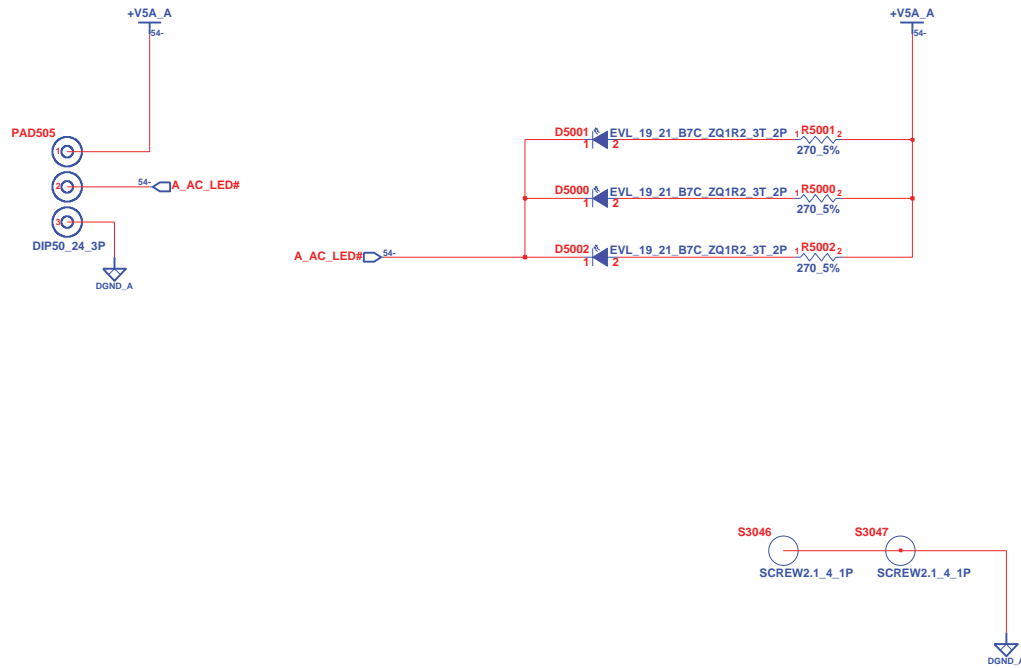 +V5A_A
54-
PAD505
1
2
3
54-
A_AC_LED#
DIP50_24_3P
DGND_A
+V5A_A
54-
D5001
EVL_19_21_B7C_ZQ1R2_3T_2P
1 2
1 R5001 2
270_5%
D5000
EVL_19_21_B7C_ZQ1R2_3T_2P
1 2
1 R5000 2
270_5%
A_AC_LED#
54-
D5002
EVL_19_21_B7C_ZQ1R2_3T_2P
1 2
1 R5002 2
270_5%
S3046
SCREW2.1_4_1P
S3047
SCREW2.1_4_1P
DGND_A